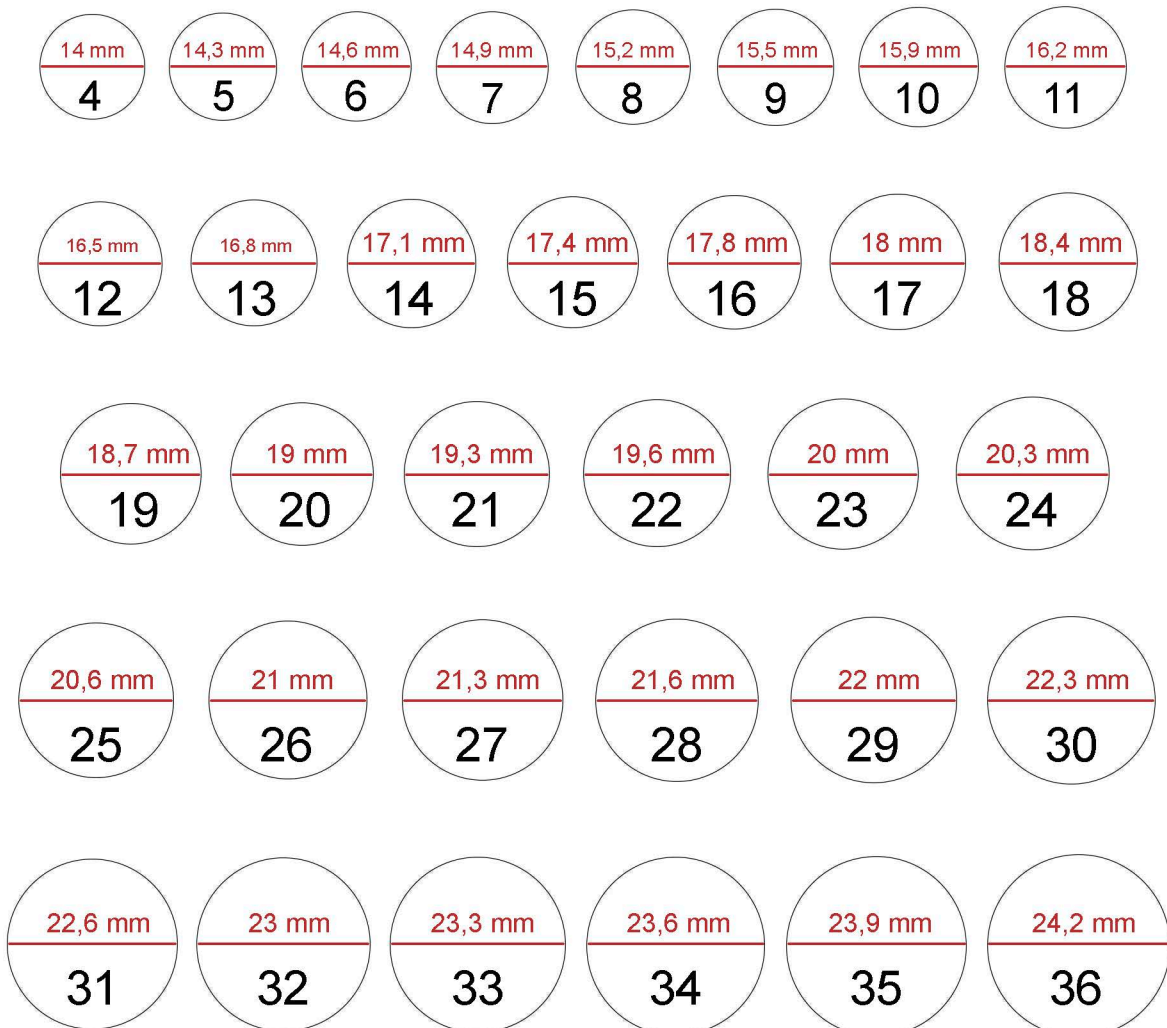 14 mm 14,3 mm 14,6 mm 14,9 mm 15,2 mm 15,5 mm 15,9 mm 16,2 mm
4 5 6 7 8 9 10 11
16,5 mm 16,8 mm 17,1 mm 17,4 mm 17,8 mm 18 mm 18,4 mm
12 13 14 15 16 17 18
18,7 mm 19 mm 19,3 mm 19,6 mm 20 mm 20,3 mm
19 20 21 22 23 24
20,6 mm 21 mm 21,3 mm 21,6 mm 22 mm 22,3 mm
25 26 27 28 29 30
22,6 mm 23 mm 23,3 mm 23,6 mm 23,9 mm 24,2 mm
31 32 33 34 35 36